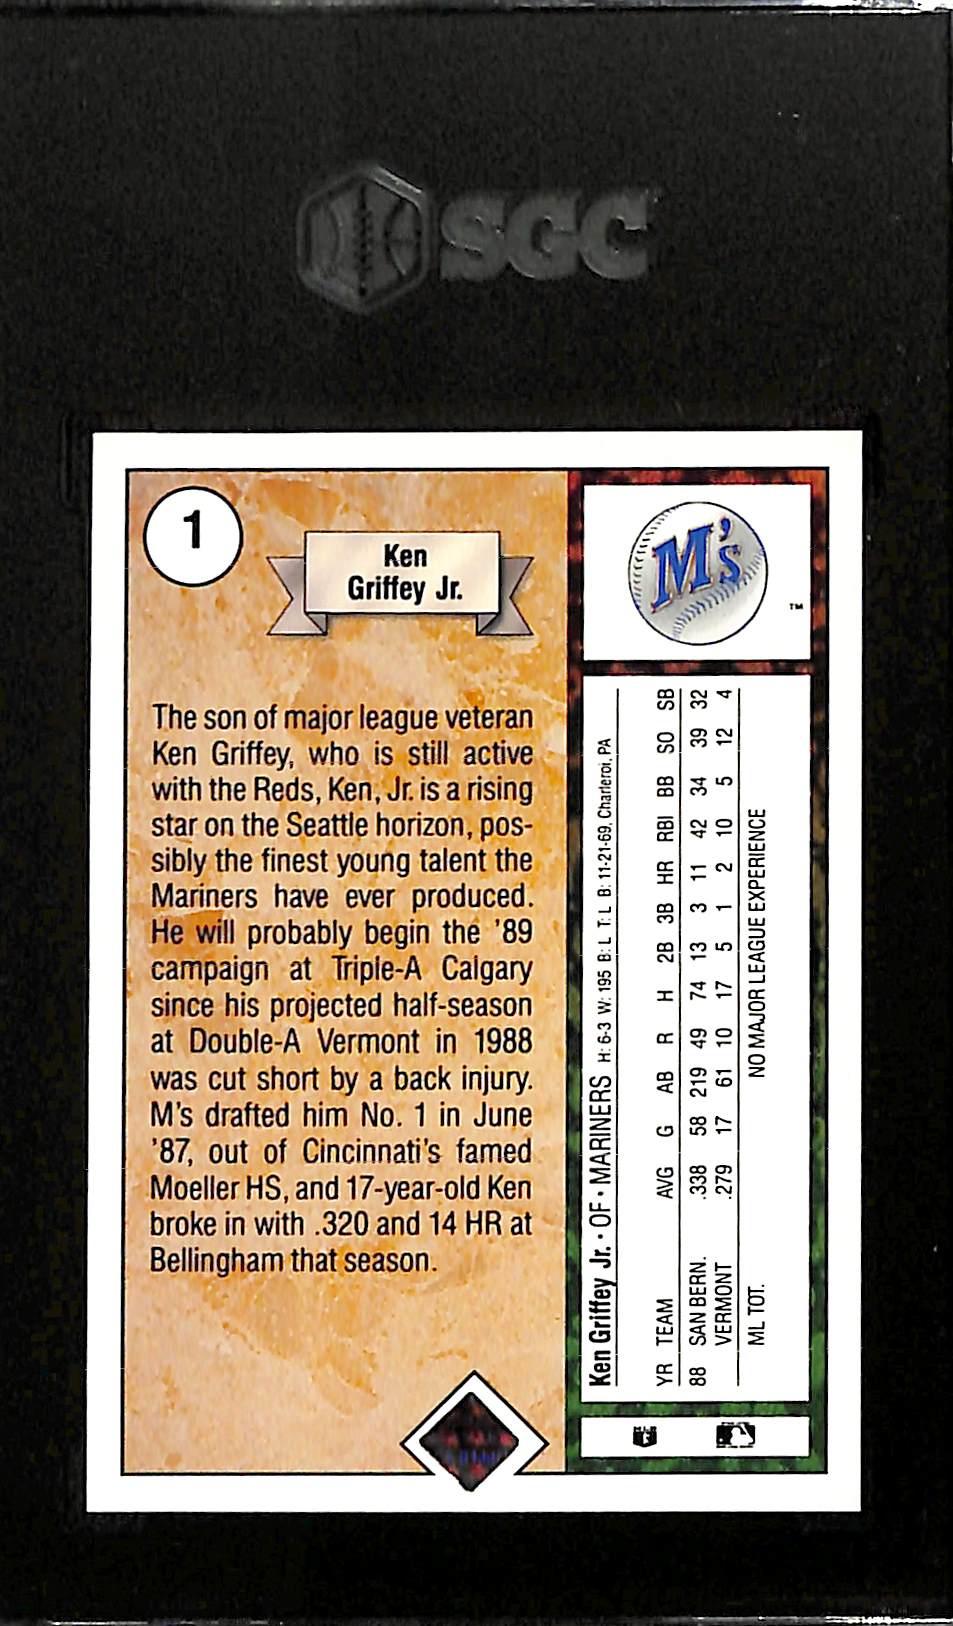 SGC
1
Ken
Griffey Jr.
The son of major league veteran
Ken Griffey, who is still active
with the Reds, Ken, Jr. is a rising
star on the Seattle horizon, pos-
sibly the finest young talent the
Mariners have ever produced.
He will probably begin the '89
campaign at Triple-A Calgary
since his projected half-season
at Double-A Vermont in 1988
was cut short by a back injury.
M's drafted him No. 1 in June
'87, out of Cincinnati's famed
Moeller HS, and 17-year-old Ken
broke in with .320 and 14 HR at
Bellingham that season.
M's
TM
Ken Griffey Jr. • OF • MARINERS H: 6-3 W: 195 B: L T: L B: 11-21-69, Charleroi, PA
YR TEAM AVG G AB R H 2B 3B HR RBI BB SO SB
88 SAN BERN. .338 58 219 49 74 13 3 11 42 34 39 32
VERMONT .279 17 61 10 17 5 1 2 10 5 12 4
ML TOT. NO MAJOR LEAGUE EXPERIENCE